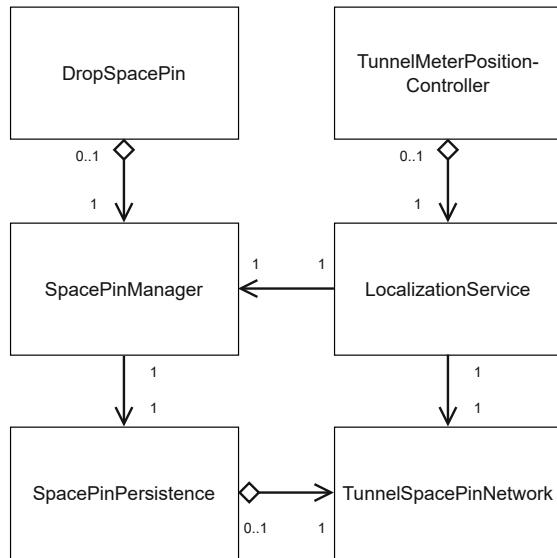 DropSpacePin
TunnelMeterPosition-
Controller
0..1
0..1
1
1
SpacePinManager
1
1
LocalizationService
1
1
1
1
SpacePinPersistence
TunnelSpacePinNetwork
0..1
1